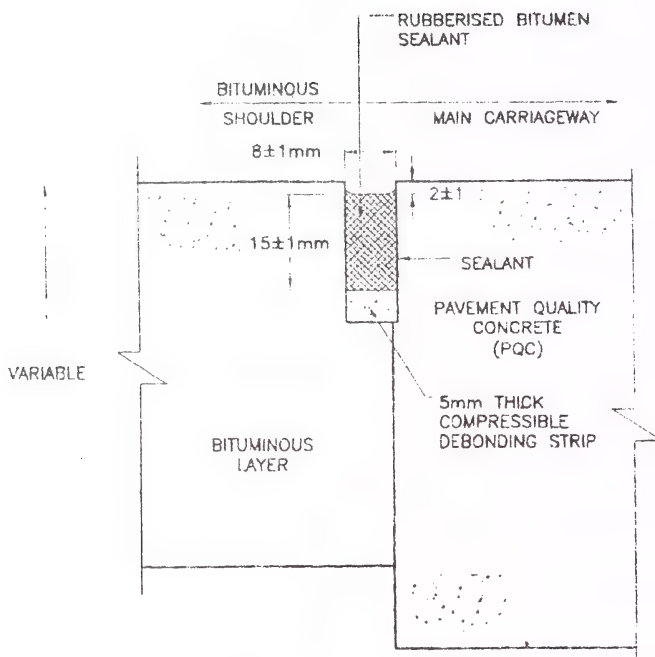 RUBBERISED BITUMEN
SEALANT
BITUMINOUS
SHOULDER
MAIN CARRIAGEWAY
8±1mm
2±1
15±1mm
SEALANT
PAVEMENT QUALITY
CONCRETE
(PQC)
VARIABLE
5mm THICK
COMPRESSIBLE
DEBONDING STRIP
BITUMINOUS
LAYER